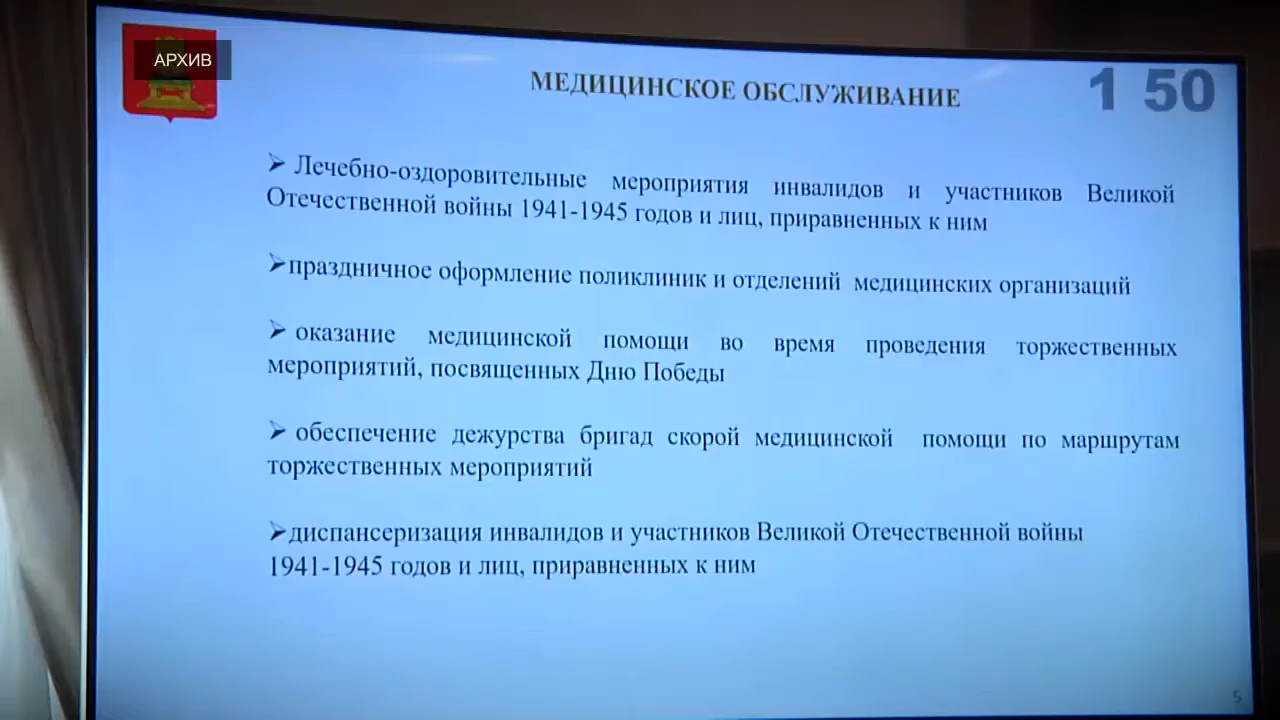 АРХИВ
МЕДИЦИНСКОЕ ОБСЛУЖИВАНИЕ
1 50
➢ Лечебно-оздоровительные мероприятия инвалидов и участников Великой
Отечественной войны 1941-1945 годов и лиц, приравненных к ним
➢праздничное оформление поликлиник и отделений медицинских организаций
➢ оказание медицинской помощи во время проведения торжественных
мероприятий, посвященных Дню Победы
➢ обеспечение дежурства бригад скорой медицинской помощи по маршрутам
торжественных мероприятий
➢диспансеризация инвалидов и участников Великой Отечественной войны
1941-1945 годов и лиц, приравненных к ним
5